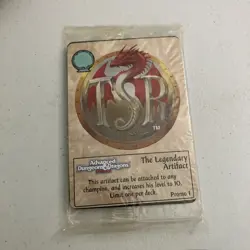 TSR
TM
Advanced
Dungeons & Dragons
The Legendary
Artifact
This artifact can be attached to any
champion, and increases his level to 10.
Limit one per deck.
Points 1